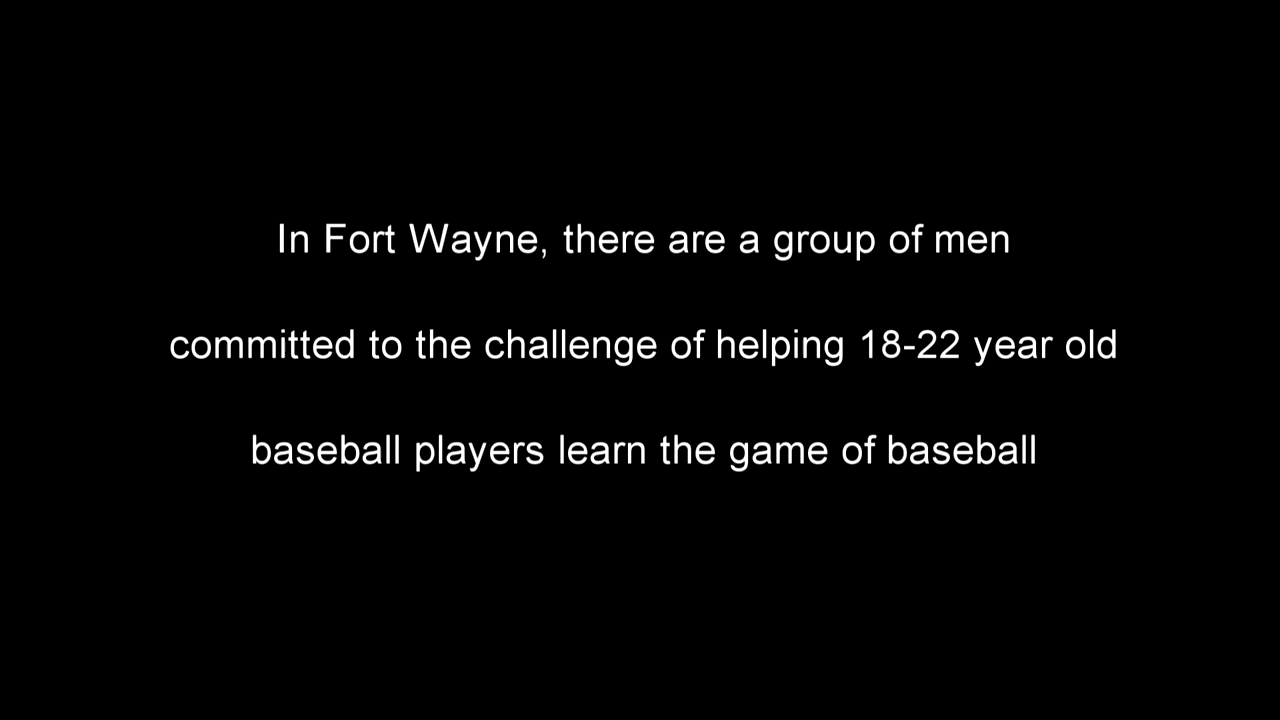 In Fort Wayne, there are a group of men
committed to the challenge of helping 18-22 year old
baseball players learn the game of baseball